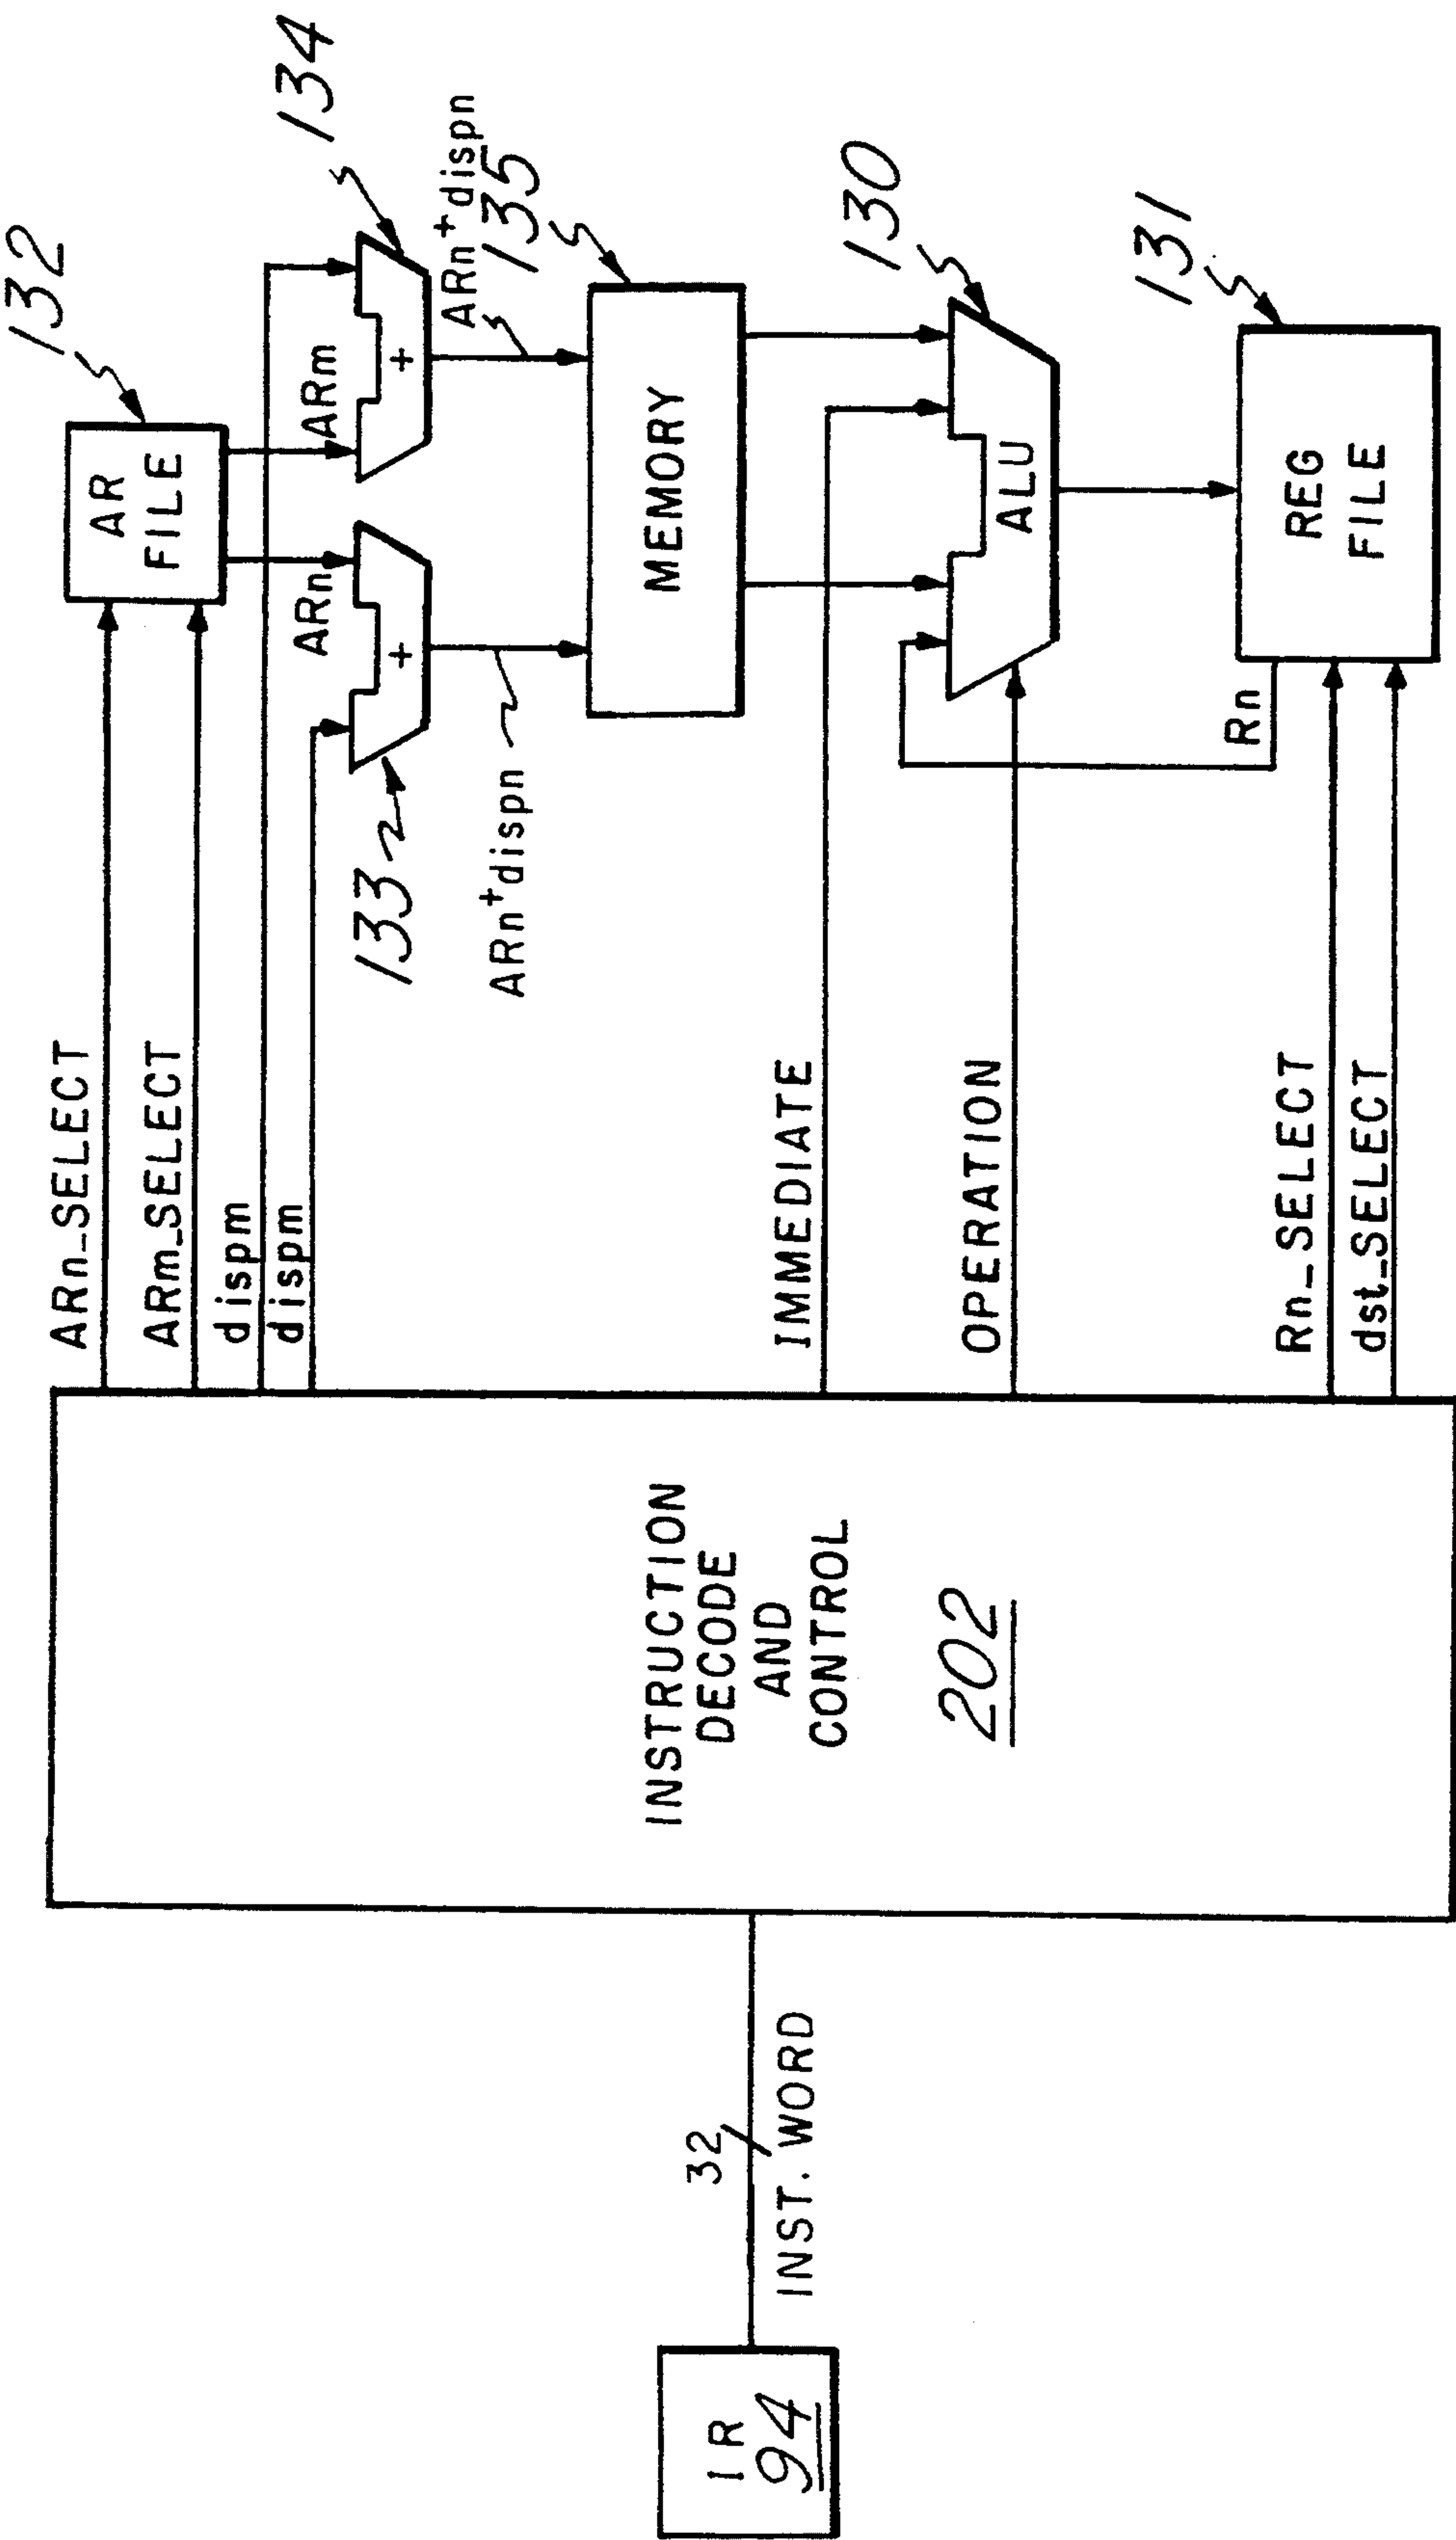 IR
94
32
INST. WORD
INSTRUCTION
DECODE
AND
CONTROL
202
ARn_SELECT
ARm_SELECT
dispm
dispm
IMMEDIATE
OPERATION
Rn_SELECT
dst_SELECT
132
AR
FILE
ARn
ARm
134
133
+
+
ARn+dispn
ARn+dispn
135
MEMORY
130
ALU
131
Rn
REG
FILE